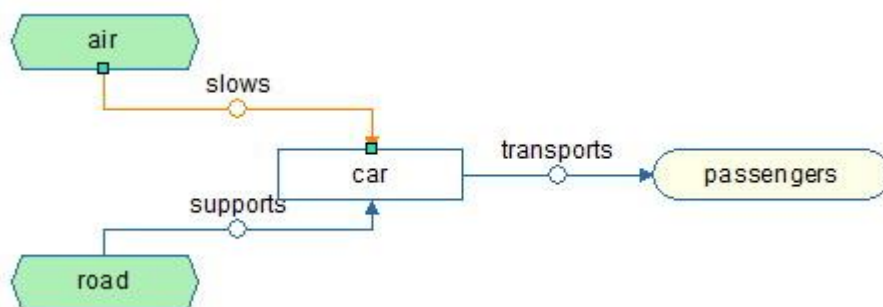 air
slows
car
transports
passengers
supports
road